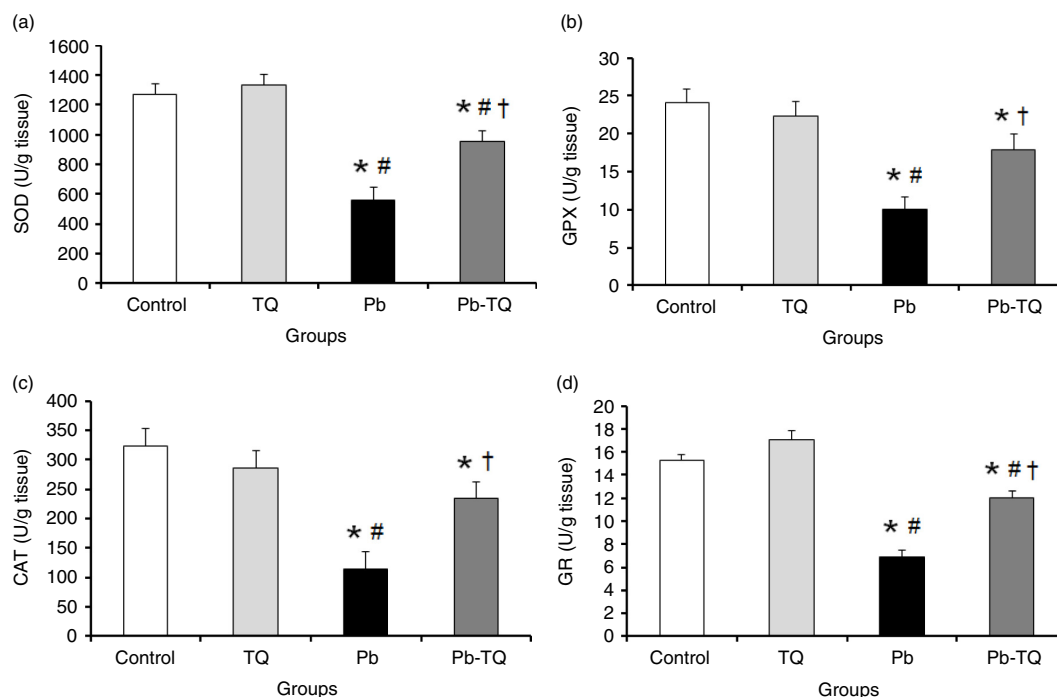 (a)
SOD (U/g tissue)
1600
1400
1200
1000
800
600
400
200
0
* #
* # †
Control TQ Pb Pb-TQ
Groups
(b)
GPX (U/g tissue)
30
25
20
15
10
5
0
* #
* †
Control TQ Pb Pb-TQ
Groups
(c)
CAT (U/g tissue)
400
350
300
250
200
150
100
50
0
* #
* †
Control TQ Pb Pb-TQ
Groups
(d)
GR (U/g tissue)
20
18
16
14
12
10
8
6
4
2
0
* #
* # †
Control TQ Pb Pb-TQ
Groups